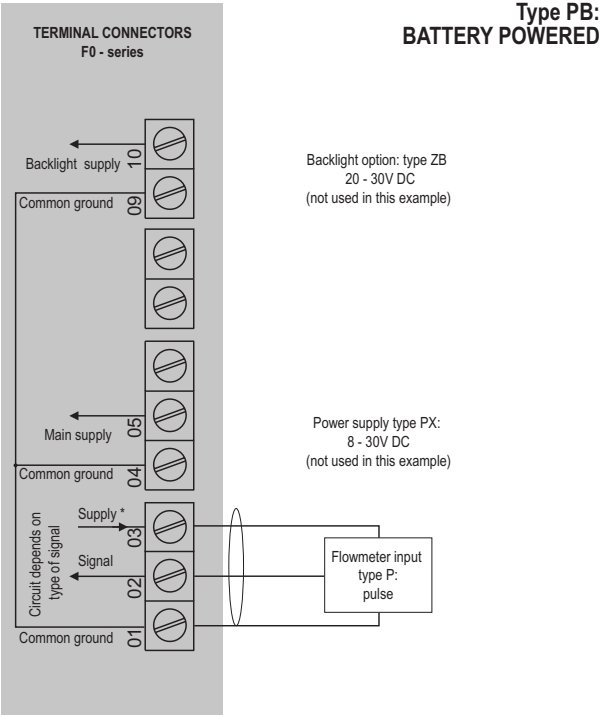 Type PB:
BATTERY POWERED
TERMINAL CONNECTORS
F0 - series
10
Backlight supply
09
Common ground
Backlight option: type ZB
20 - 30V DC
(not used in this example)
05
Main supply
04
Common ground
Power supply type PX:
8 - 30V DC
(not used in this example)
Circuit depends on
type of signal
Supply *
03
Signal
02
Common ground
01
Flowmeter input
type P:
pulse